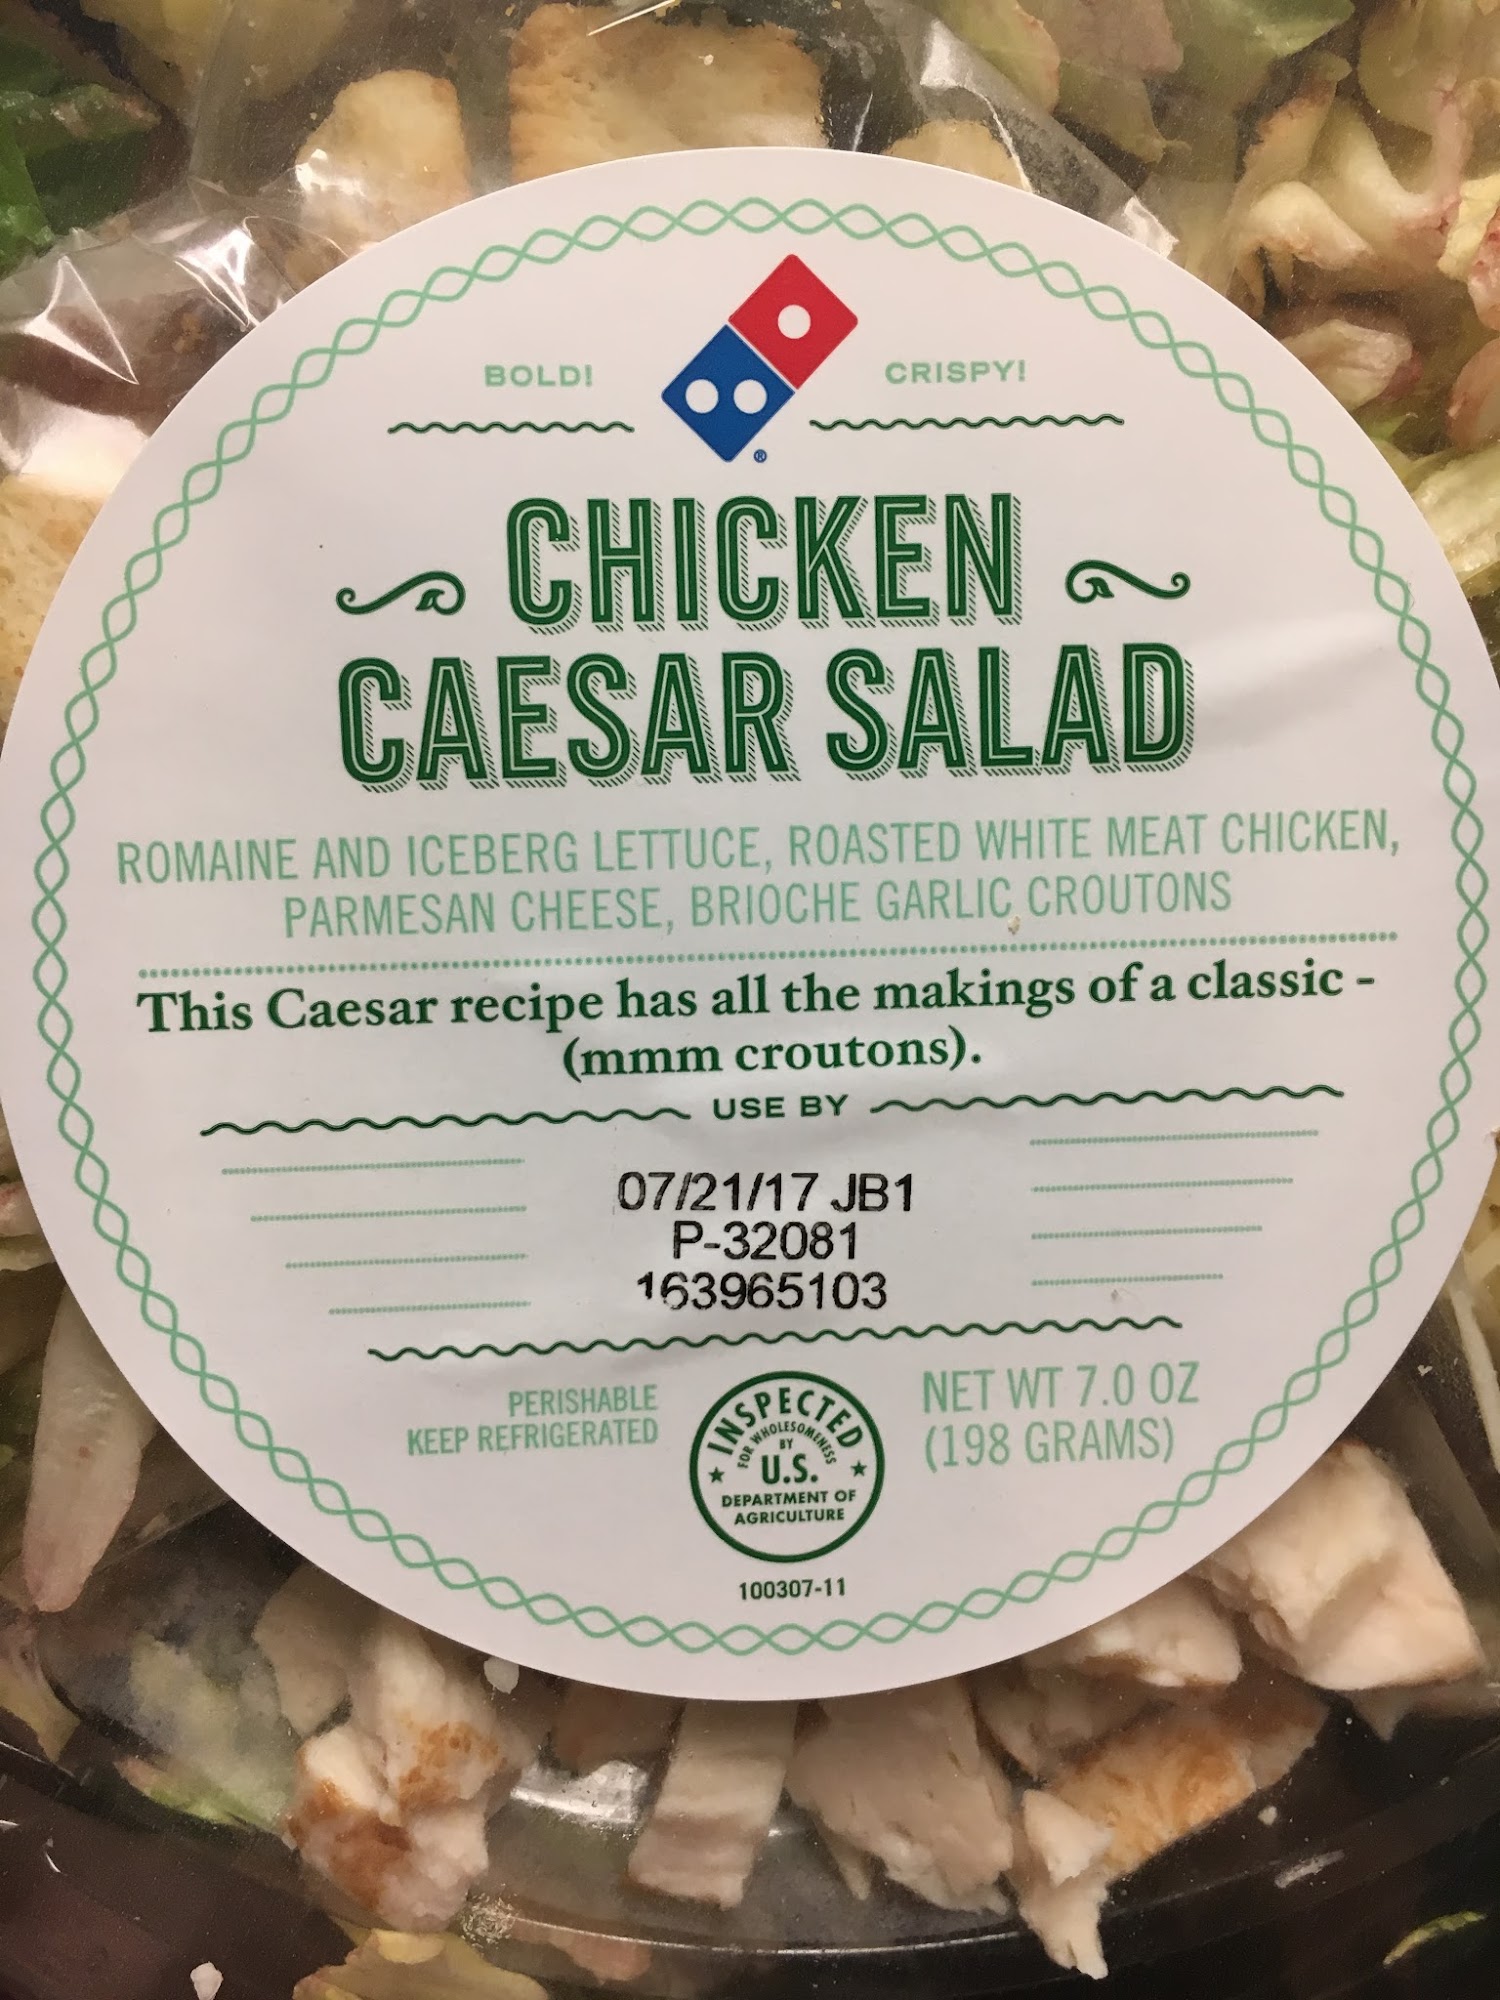 BOLD!
CRISPY!
®
CHICKEN
CAESAR SALAD
ROMAINE AND ICEBERG LETTUCE, ROASTED WHITE MEAT CHICKEN,
PARMESAN CHEESE, BRIOCHE GARLIC CROUTONS
This Caesar recipe has all the makings of a classic -
(mmm croutons).
USE BY
07/21/17 JB1
P-32081
163965103
PERISHABLE
KEEP REFRIGERATED
INSPECTED
FOR WHOLESOMENESS
BY
U.S.
DEPARTMENT OF
AGRICULTURE
NET WT 7.0 OZ
(198 GRAMS)
100307-11